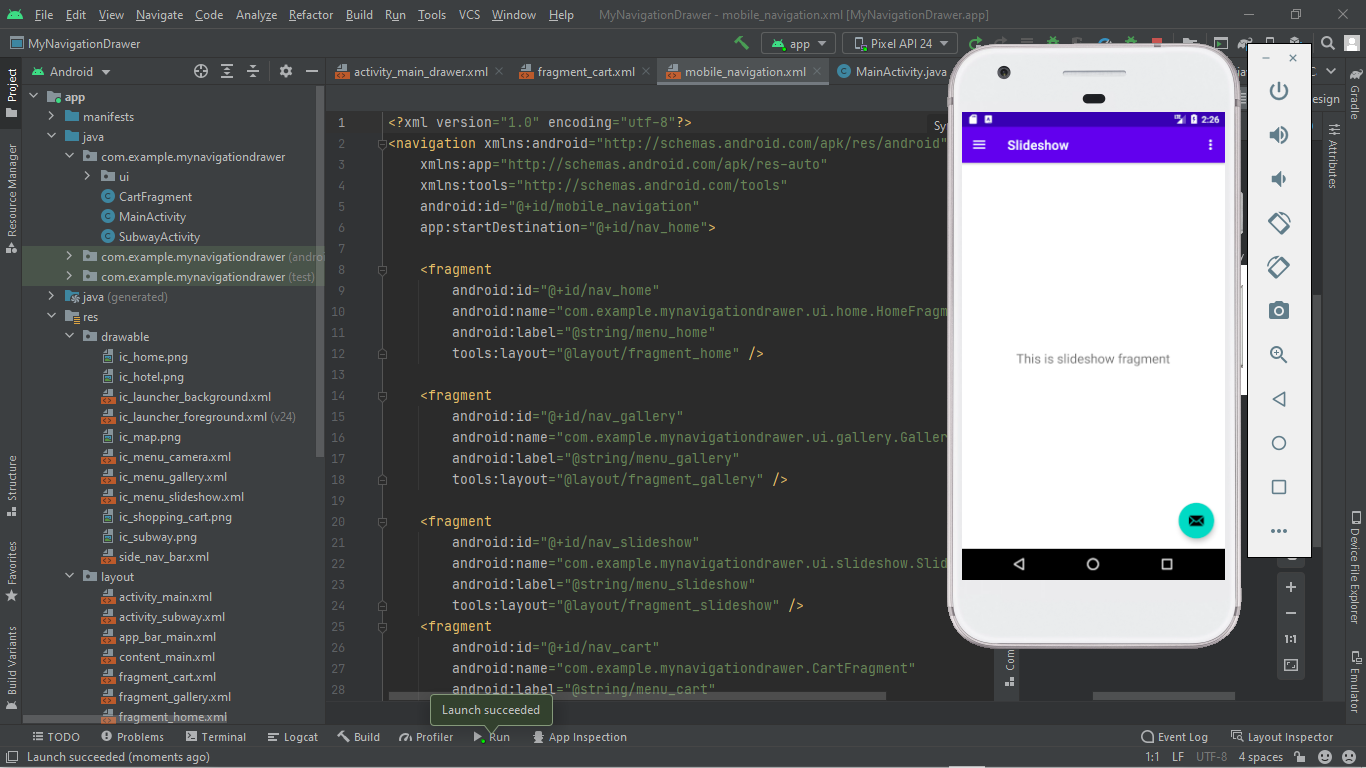 File Edit View Navigate Code Analyze Refactor Build Run Tools VCS Window Help MyNavigationDrawer - mobile_navigation.xml [MyNavigationDrawer.app]
MyNavigationDrawer app Pixel API 24
Android activity_main_drawer.xml fragment_cart.xml mobile_navigation.xml MainActivity.java
Project
Resource Manager
Structure
Favorites
Build Variants
app
manifests
java
com.example.mynavigationdrawer
ui
CartFragment
MainActivity
SubwayActivity
com.example.mynavigationdrawer (andro
com.example.mynavigationdrawer (test)
java (generated)
res
drawable
ic_home.png
ic_hotel.png
ic_launcher_background.xml
ic_launcher_foreground.xml (v24)
ic_map.png
ic_menu_camera.xml
ic_menu_gallery.xml
ic_menu_slideshow.xml
ic_shopping_cart.png
ic_subway.png
side_nav_bar.xml
layout
activity_main.xml
activity_subway.xml
app_bar_main.xml
content_main.xml
fragment_cart.xml
fragment_gallery.xml
fragment_home.xml
1 <?xml version="1.0" encoding="utf-8"?>
2 <navigation xmlns:android="http://schemas.android.com/apk/res/android"
3 xmlns:app="http://schemas.android.com/apk/res-auto"
4 xmlns:tools="http://schemas.android.com/tools"
5 android:id="@+id/mobile_navigation"
6 app:startDestination="@+id/nav_home">
7
8 <fragment
9 android:id="@+id/nav_home"
10 android:name="com.example.mynavigationdrawer.ui.home.HomeFragm
11 android:label="@string/menu_home"
12 tools:layout="@layout/fragment_home" />
13
14 <fragment
15 android:id="@+id/nav_gallery"
16 android:name="com.example.mynavigationdrawer.ui.gallery.Galler
17 android:label="@string/menu_gallery"
18 tools:layout="@layout/fragment_gallery" />
19
20 <fragment
21 android:id="@+id/nav_slideshow"
22 android:name="com.example.mynavigationdrawer.ui.slideshow.Slid
23 android:label="@string/menu_slideshow"
24 tools:layout="@layout/fragment_slideshow" />
25 <fragment
26 android:id="@+id/nav_cart"
27 android:name="com.example.mynavigationdrawer.CartFragment"
28 android:label="@string/menu_cart"
Sy
esign
2:26
Slideshow
This is slideshow fragment
Con
1:1
Gradle
Attributes
Device File Explorer
Emulator
Launch succeeded
TODO Problems Terminal Logcat Build Profiler Run App Inspection Event Log Layout Inspector
Launch succeeded (moments ago) 1:1 LF UTF-8 4 spaces